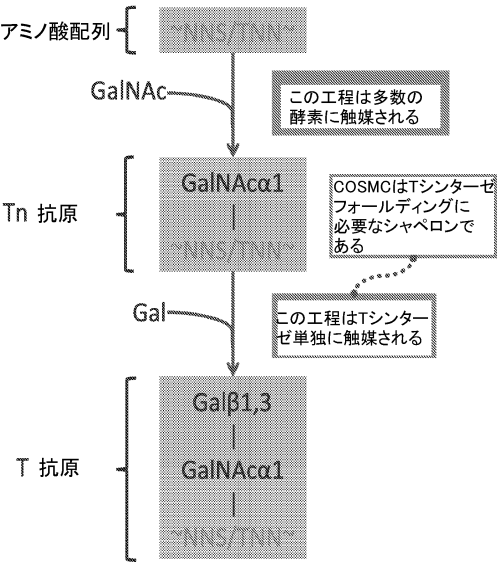 アミノ酸配列
~NNS/TNN~
GalNAc
この工程は多数の
酵素に触媒される
Tn 抗原
GalNAcα1
~NNS/TNN~
COSMCはTシンターゼ
フォールディングに
必要なシャペロンで
ある
Gal
この工程はTシンター
ゼ単独に触媒される
T 抗原
Galβ1,3
GalNAcα1
~NNS/TNN~